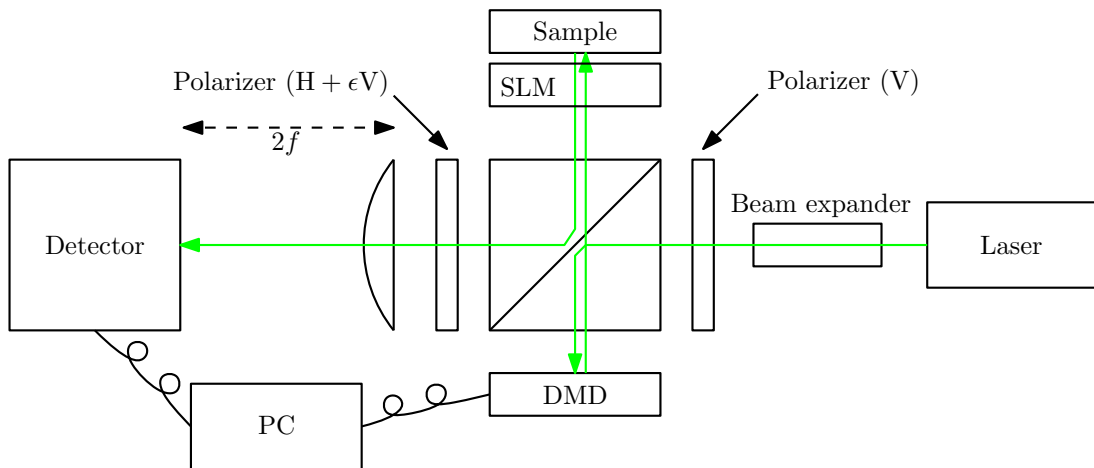 Sample
SLM
Polarizer (H + ϵV)
Polarizer (V)
2f
Beam expander
Detector
Laser
DMD
PC